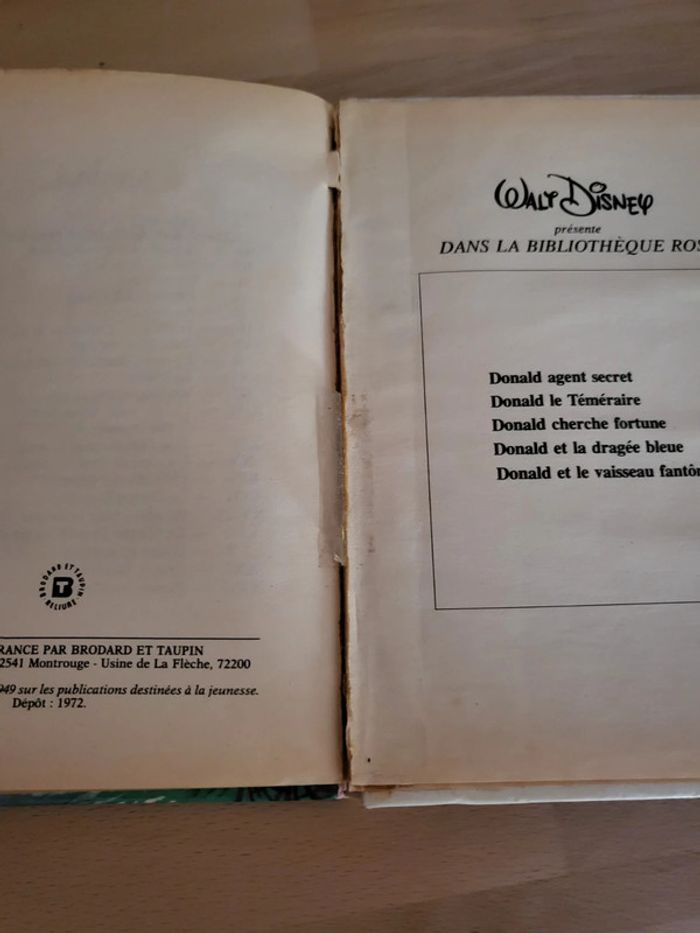 BRODARD ET TAUPIN
BT
RELIURE
RANCE PAR BRODARD ET TAUPIN
2541 Montrouge - Usine de La Flèche, 72200
949 sur les publications destinées à la jeunesse.
Dépôt : 1972.
WALT DISNEY
présente
DANS LA BIBLIOTHÈQUE ROS
Donald agent secret
Donald le Téméraire
Donald cherche fortune
Donald et la dragée bleue
Donald et le vaisseau fantôm